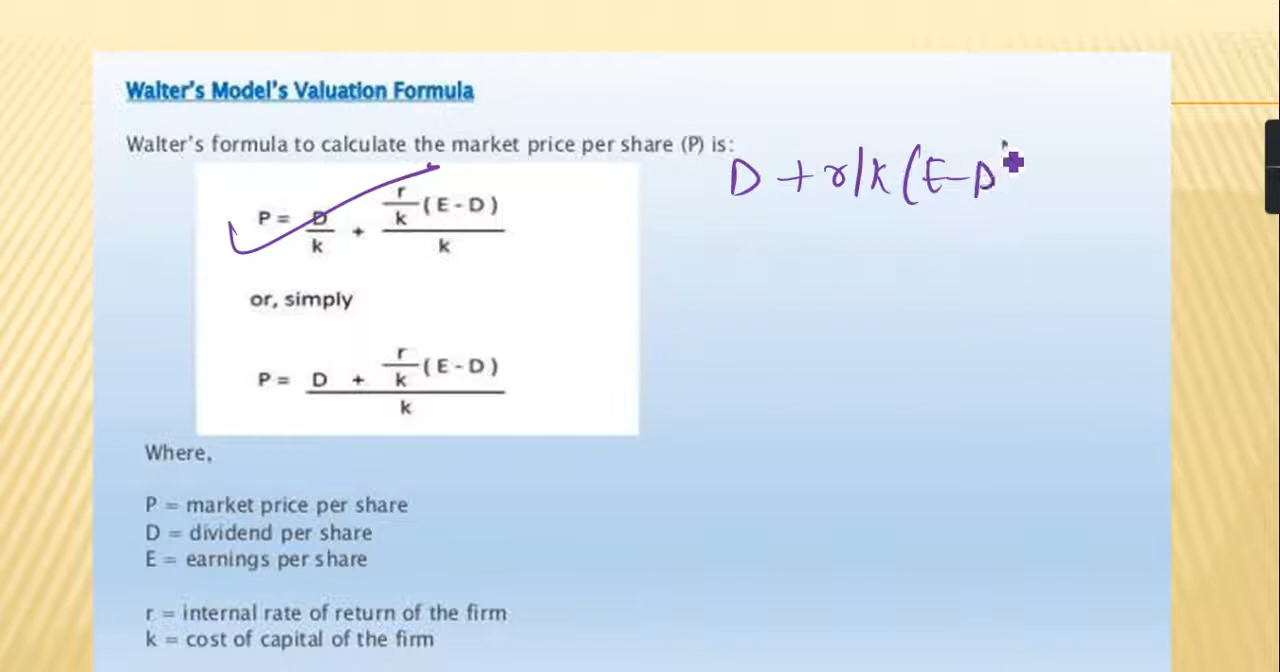 Walter's Model's Valuation Formula
Walter's formula to calculate the market price per share (P) is:
D + r/k (E-D
P = D/k + r/k (E - D)/k
or, simply
P = D + r/k (E - D)/k
Where,
P = market price per share
D = dividend per share
E = earnings per share
r = internal rate of return of the firm
k = cost of capital of the firm